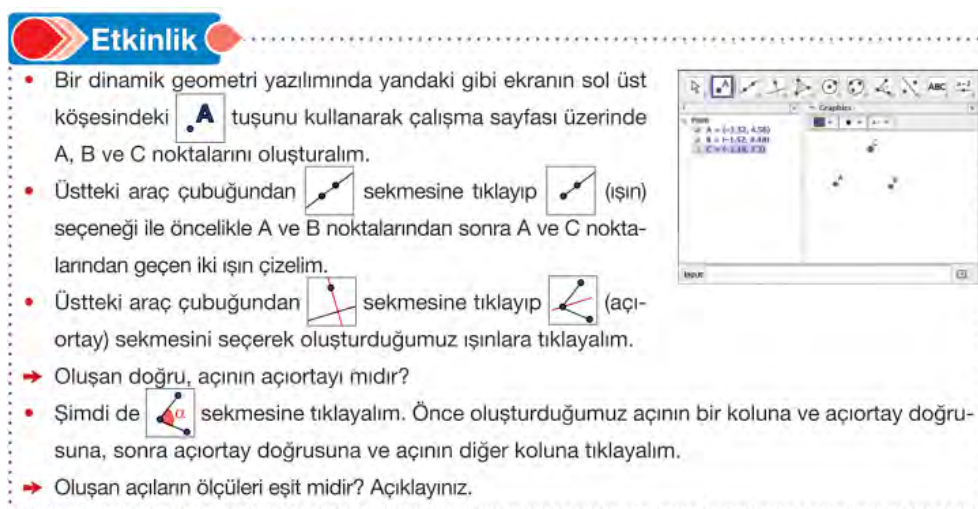 Etkinlik
• Bir dinamik geometri yazılımında yandaki gibi ekranın sol üst
köşesindeki A tuşunu kullanarak çalışma sayfası üzerinde
A, B ve C noktalarını oluşturalım.
• Üstteki araç çubuğundan sekmesine tıklayıp (ışın)
seçeneği ile öncelikle A ve B noktalarından sonra A ve C nokta-
larından geçen iki ışın çizelim.
• Üstteki araç çubuğundan sekmesine tıklayıp (açı-
ortay) sekmesini seçerek oluşturduğumuz ışınlara tıklayalım.
→ Oluşan doğru, açının açıortayı mıdır?
• Şimdi de α sekmesine tıklayalım. Önce oluşturduğumuz açının bir koluna ve açıortay doğru-
suna, sonra açıortay doğrusuna ve açının diğer koluna tıklayalım.
→ Oluşan açıların ölçüleri eşit midir? Açıklayınız.
A ABC
Graphics
Point
C
A
B
Input